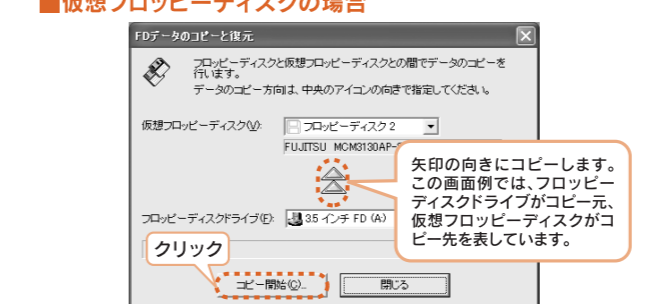 ■仮想フロッピーディスクの場合
FDデータのコピーと復元
フロッピーディスクと仮想フロッピーディスクとの間でデータのコピーを
行います。
データのコピー方向は、中央のアイコンの向きで指定してください。
仮想フロッピーディスク(V):
フロッピーディスク 2
FUJITSU MCM3130AP-
矢印の向きにコピーします。
この画面例では、フロッピー
ディスクドライブがコピー元、
仮想フロッピーディスクがコ
ピー先を表しています。
フロッピーディスクドライブ(F):
3.5 インチ FD (A)
クリック
コピー開始(C)...
閉じる